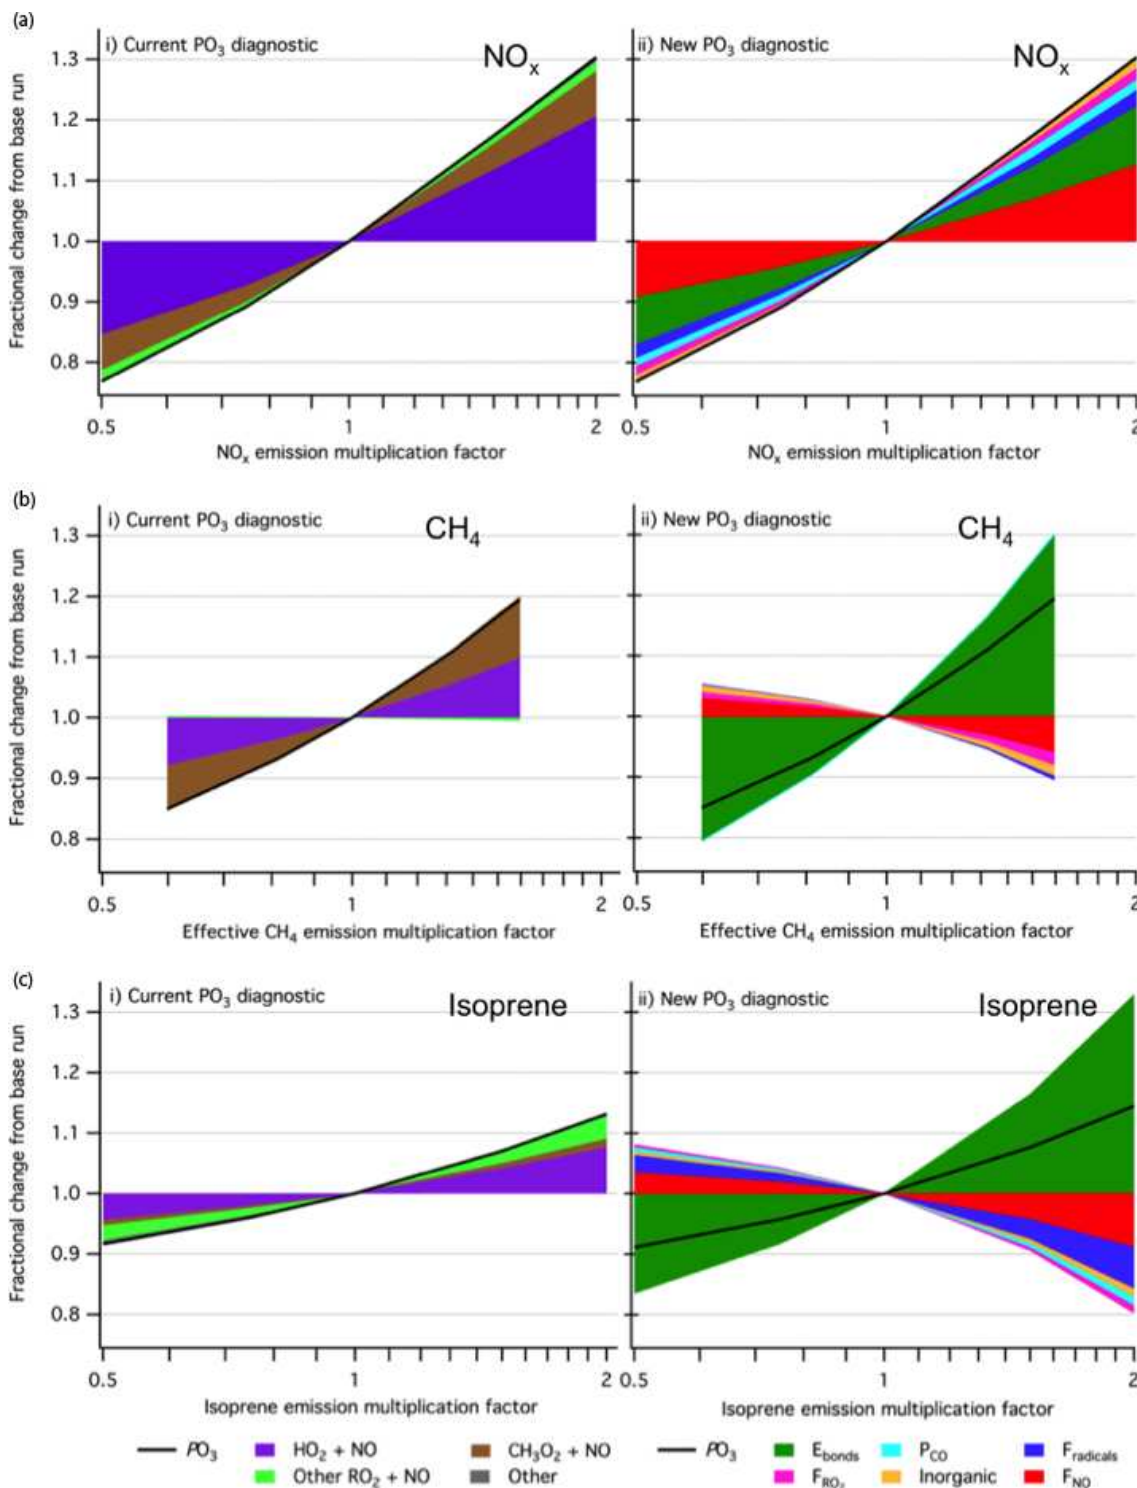 (a)
i) Current PO₃ diagnostic
NOₓ
ii) New PO₃ diagnostic
NOₓ
Fractional change from base run
1.3
1.2
1.1
1.0
0.9
0.8
0.5 1 2 0.5 1 2
NOₓ emission multiplication factor NOₓ emission multiplication factor
(b)
i) Current PO₃ diagnostic
CH₄
ii) New PO₃ diagnostic
CH₄
Fractional change from base run
1.3
1.2
1.1
1.0
0.9
0.8
0.5 1 2 0.5 1 2
Effective CH₄ emission multiplication factor Effective CH₄ emission multiplication factor
(c)
i) Current PO₃ diagnostic
Isoprene
ii) New PO₃ diagnostic
Isoprene
Fractional change from base run
1.3
1.2
1.1
1.0
0.9
0.8
0.5 1 2 0.5 1 2
Isoprene emission multiplication factor Isoprene emission multiplication factor
PO₃ HO₂ + NO CH₃O₂ + NO PO₃ E_bonds P_CO F_radicals
Other RO₂ + NO Other F_RO₂ Inorganic F_NO